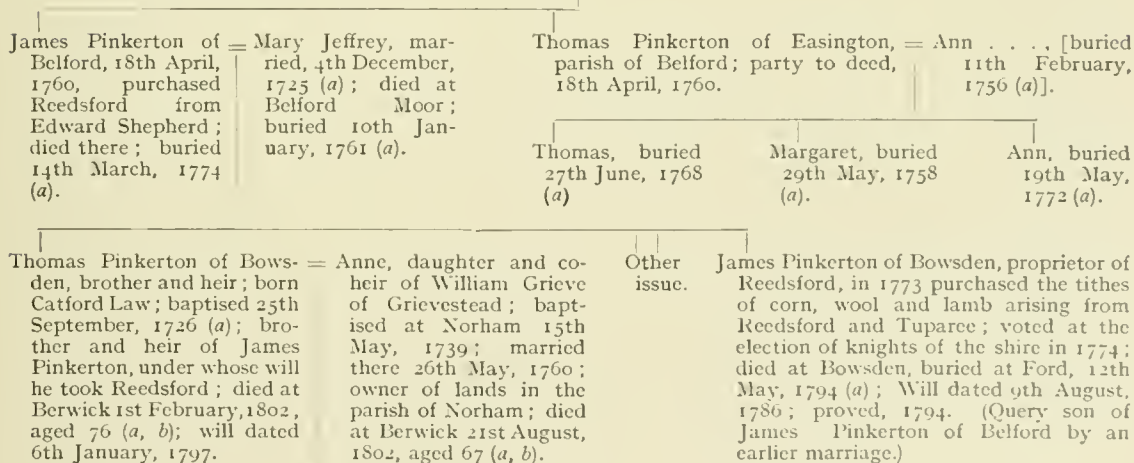 James Pinkerton of
Belford, 18th April,
1760, purchased
Reedsford from
Edward Shepherd ;
died there ; buried
14th March, 1774
(a).
=
Mary Jeffrey, mar-
ried, 4th December,
1725 (a) ; died at
Belford Moor ;
buried 10th Jan-
uary, 1761 (a).
Thomas Pinkerton of Easington,
parish of Belford ; party to deed,
18th April, 1760.
=
Ann . . . , [buried
11th February,
1756 (a)].
Thomas, buried
27th June, 1768
(a)
Margaret, buried
29th May, 1758
(a).
Ann, buried
19th May,
1772 (a).
Thomas Pinkerton of Bows-
den, brother and heir ; born
Catford Law ; baptised 25th
September, 1726 (a) ; bro-
ther and heir of James
Pinkerton, under whose will
he took Reedsford ; died at
Berwick 1st February, 1802,
aged 76 (a, b); will dated
6th January, 1797.
=
Anne, daughter and co-
heir of William Grieve
of Grievestead ; bapt-
ised at Norham 15th
May, 1739 ; married
there 26th May, 1760 ;
owner of lands in the
parish of Norham ; died
at Berwick 21st August,
1802, aged 67 (a, b).
Other
issue.
James Pinkerton of Bowsden, proprietor of
Reedsford, in 1773 purchased the tithes
of corn, wool and lamb arising from
Reedsford and Tuparee ; voted at the
election of knights of the shire in 1774 ;
died at Bowsden, buried at Ford, 12th
May, 1794 (a) ; Will dated 9th August,
1786 ; proved, 1794. (Query son of
James Pinkerton of Belford by an
earlier marriage.)